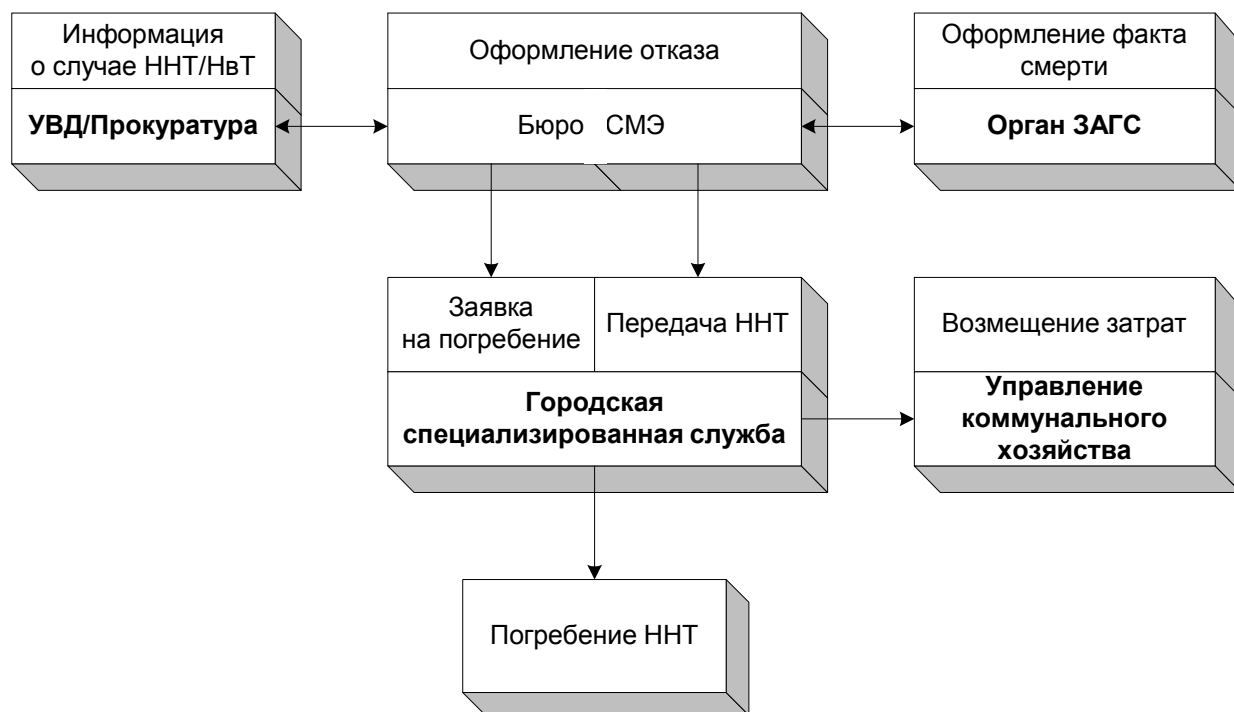 Информация
о случае ННТ/НвТ
УВД/Прокуратура
Оформление отказа
Бюро СМЭ
Оформление факта
смерти
Орган ЗАГС
Заявка
на погребение
Передача ННТ
Городская
специализированная служба
Возмещение затрат
Управление
коммунального
хозяйства
Погребение ННТ